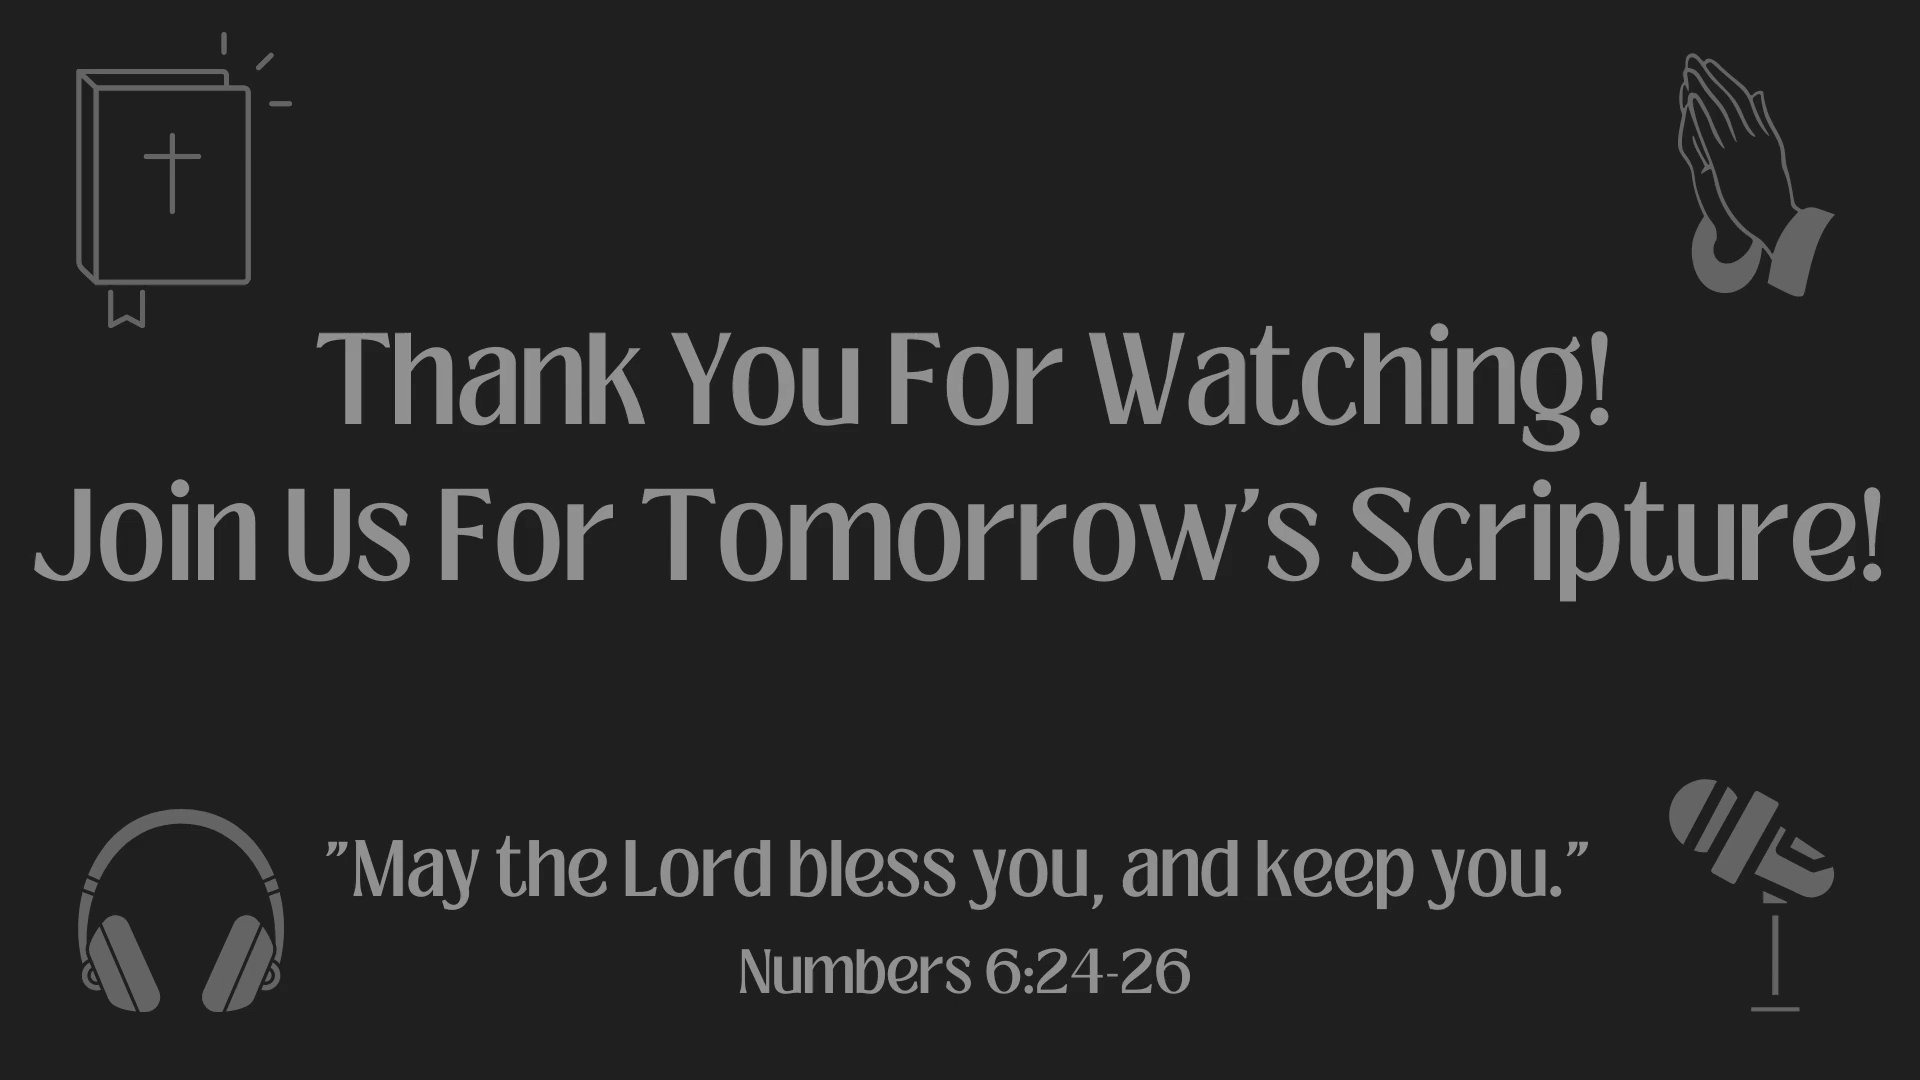 Thank You For Watching!
Join Us For Tomorrow’s Scripture!
”May the Lord bless you, and keep you.”
Numbers 6:24-26